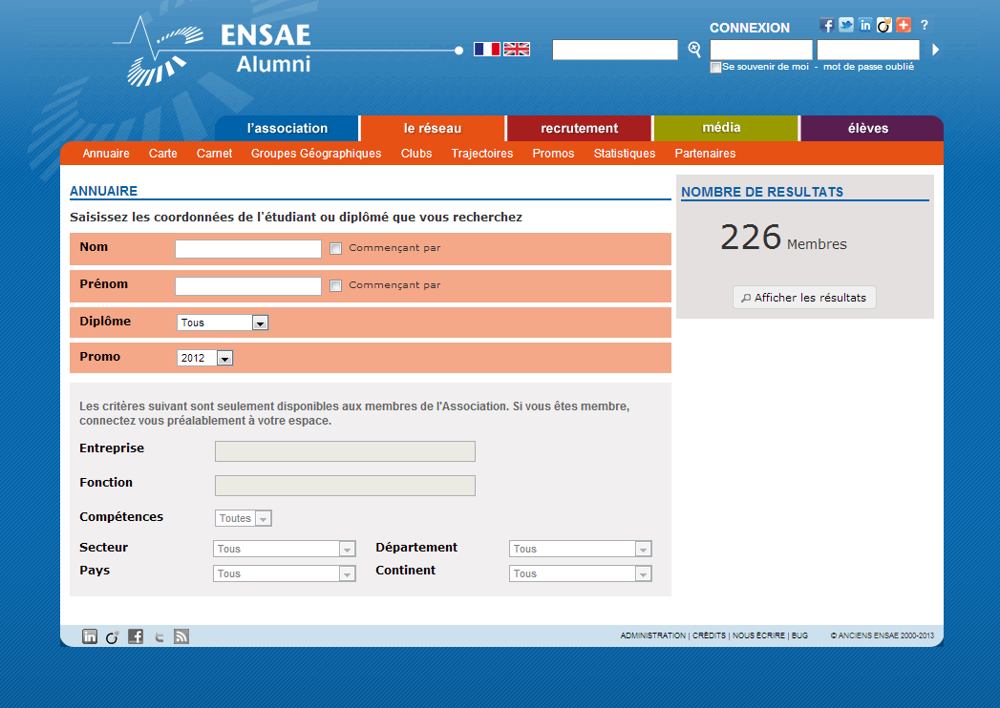 ENSAE
Alumni
CONNEXION
?
Se souvenir de moi - mot de passe oublié
l'association
le réseau
recrutement
média
élèves
Annuaire Carte Carnet Groupes Géographiques Clubs Trajectoires Promos Statistiques Partenaires
ANNUAIRE
Saisissez les coordonnées de l'étudiant ou diplômé que vous recherchez
Nom Commençant par
Prénom Commençant par
Diplôme Tous
Promo 2012
NOMBRE DE RESULTATS
226 Membres
Afficher les résultats
Les critères suivant sont seulement disponibles aux membres de l'Association. Si vous êtes membre,
connectez vous préalablement à votre espace.
Entreprise
Fonction
Compétences Toutes
Secteur Tous Département Tous
Pays Tous Continent Tous
ADMINISTRATION | CRÉDITS | NOUS ÉCRIRE | BUG © ANCIENS ENSAE 2000-2013